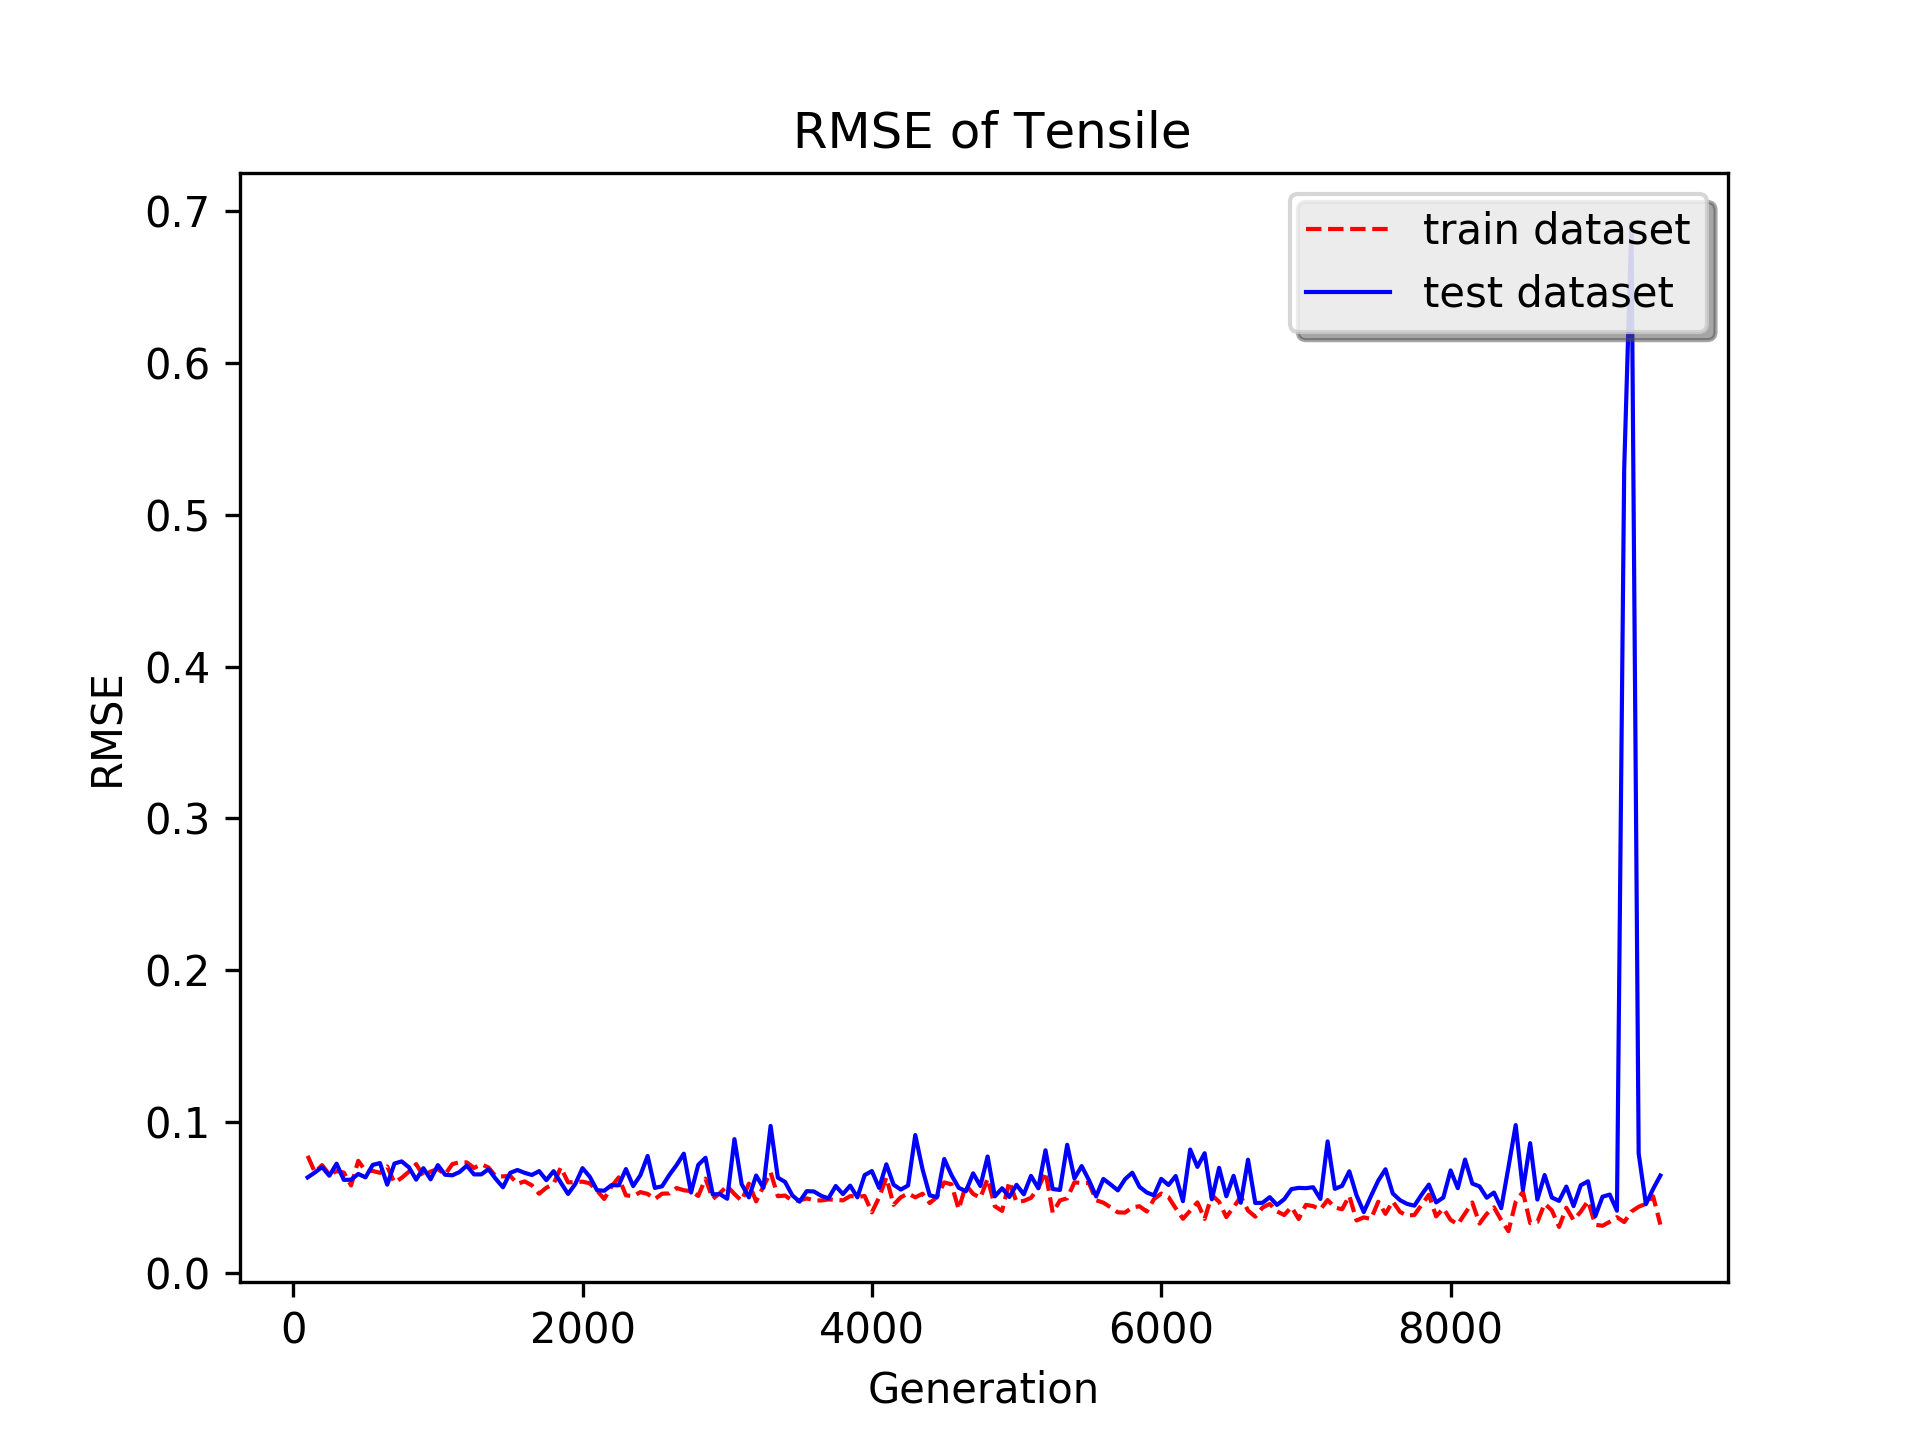 RMSE of Tensile
train dataset
test dataset
0.7
0.6
0.5
0.4
0.3
0.2
0.1
0.0
RMSE
0 2000 4000 6000 8000
Generation